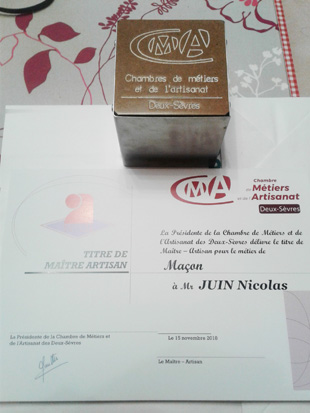 CMA
Chambres de métiers
et de l'artisanat
Deux-Sèvres
CMA
Chambre
de Métiers
et de l'Artisanat
Deux-Sèvres
TITRE DE
MAÎTRE ARTISAN
La Présidente de la Chambre de Métiers et de
l'Artisanat des Deux-Sèvres délivre le titre de
Maître – Artisan pour le métier de
Maçon
à Mr JUIN Nicolas
La Présidente de la Chambre de Métiers et
de l'Artisanat des Deux-Sèvres
Le 15 novembre
Le Maître – Artisan